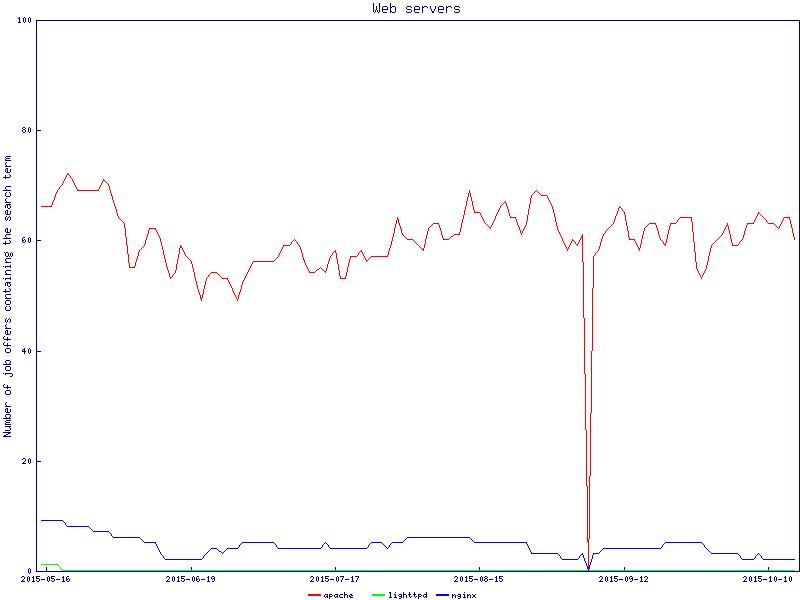 Web servers
100
80
60
40
20
0
Number of job offers containing the search term
2015-05-16 2015-06-19 2015-07-17 2015-08-15 2015-09-12 2015-10-10
apache lighttpd nginx